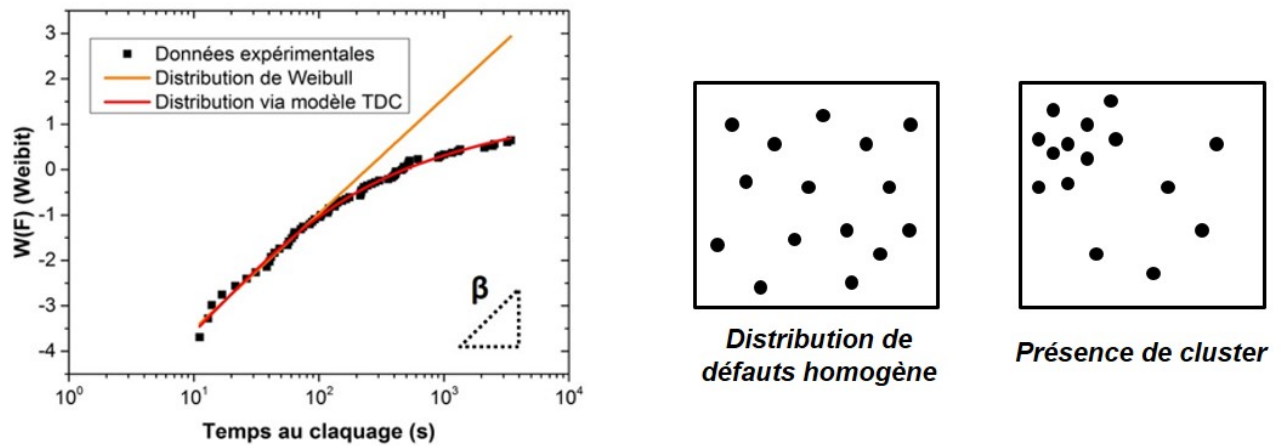 3
2
1
0
-1
-2
-3
-4
W(F) (Weibit)
Données expérimentales
Distribution de Weibull
Distribution via modèle TDC
β
10⁰ 10¹ 10² 10³ 10⁴
Temps au claquage (s)
Distribution de
défauts homogène
Présence de cluster